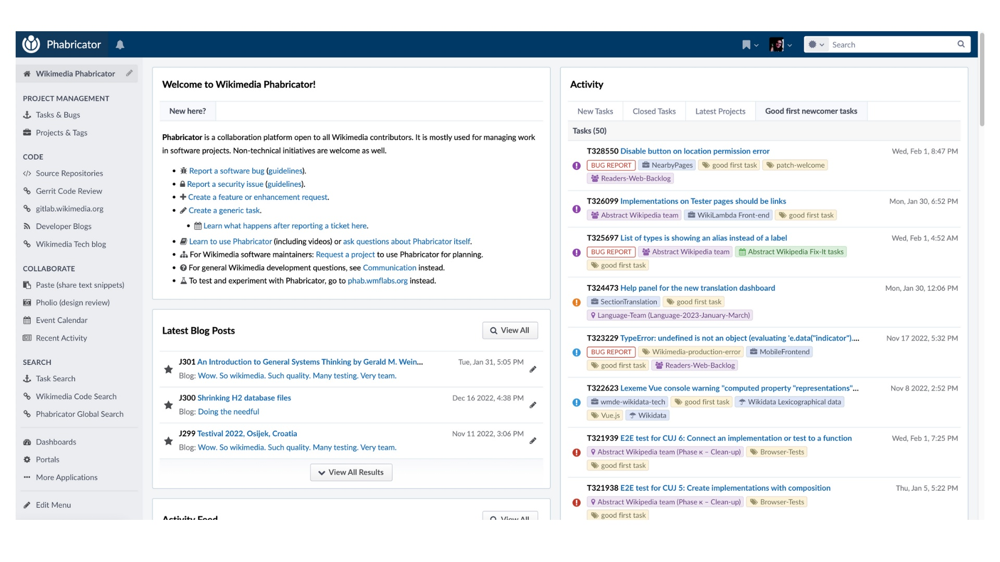 Phabricator
Search
Wikimedia Phabricator
PROJECT MANAGEMENT
Tasks & Bugs
Projects & Tags
CODE
Source Repositories
Gerrit Code Review
gitlab.wikimedia.org
Developer Blogs
Wikimedia Tech blog
COLLABORATE
Paste (share text snippets)
Pholio (design review)
Event Calendar
Recent Activity
SEARCH
Task Search
Wikimedia Code Search
Phabricator Global Search
Dashboards
Portals
More Applications
Edit Menu
Welcome to Wikimedia Phabricator!
New here?
Phabricator is a collaboration platform open to all Wikimedia contributors. It is mostly used for managing work
in software projects. Non-technical initiatives are welcome as well.
Report a software bug (guidelines).
Report a security issue (guidelines).
Create a feature or enhancement request.
Create a generic task.
Learn what happens after reporting a ticket here.
Learn to use Phabricator (including videos) or ask questions about Phabricator itself.
For Wikimedia software maintainers: Request a project to use Phabricator for planning.
For general Wikimedia development questions, see Communication instead.
To test and experiment with Phabricator, go to phab.wmflabs.org instead.
Latest Blog Posts
View All
J301 An Introduction to General Systems Thinking by Gerald M. Wein... Tue, Jan 31, 5:05 PM
Blog: Wow. So wikimedia. Such quality. Many testing. Very team.
J300 Shrinking H2 database files Dec 16 2022, 4:38 PM
Blog: Doing the needful
J299 Testival 2022, Osijek, Croatia Nov 11 2022, 3:06 PM
Blog: Wow. So wikimedia. Such quality. Many testing. Very team.
View All Results
Activity Feed
View All
Activity
New Tasks Closed Tasks Latest Projects Good first newcomer tasks
Tasks (50)
T328550 Disable button on location permission error Wed, Feb 1, 8:47 PM
BUG REPORT NearbyPages good first task patch-welcome
Readers-Web-Backlog
T326099 Implementations on Tester pages should be links Mon, Jan 30, 6:52 PM
Abstract Wikipedia team WikiLambda Front-end good first task
T325697 List of types is showing an alias instead of a label Wed, Feb 1, 4:52 AM
BUG REPORT Abstract Wikipedia team Abstract Wikipedia Fix-It tasks
good first task
T324473 Help panel for the new translation dashboard Mon, Jan 30, 12:06 PM
SectionTranslation good first task
Language-Team (Language-2023-January-March)
T323229 TypeError: undefined is not an object (evaluating 'e.data("indicator").... Nov 17 2022, 5:32 PM
BUG REPORT Wikimedia-production-error MobileFrontend
good first task Readers-Web-Backlog
T322623 Lexeme Vue console warning "computed property "representations"... Nov 8 2022, 2:52 PM
wmde-wikidata-tech good first task Wikidata Lexicographical data
Vue.js Wikidata
T321939 E2E test for CUJ 6: Connect an implementation or test to a function Wed, Feb 1, 7:25 PM
Abstract Wikipedia team (Phase κ – Clean-up) Browser-Tests
good first task
T321938 E2E test for CUJ 5: Create implementations with composition Thu, Jan 5, 5:22 PM
Abstract Wikipedia team (Phase κ – Clean-up) Browser-Tests
good first task